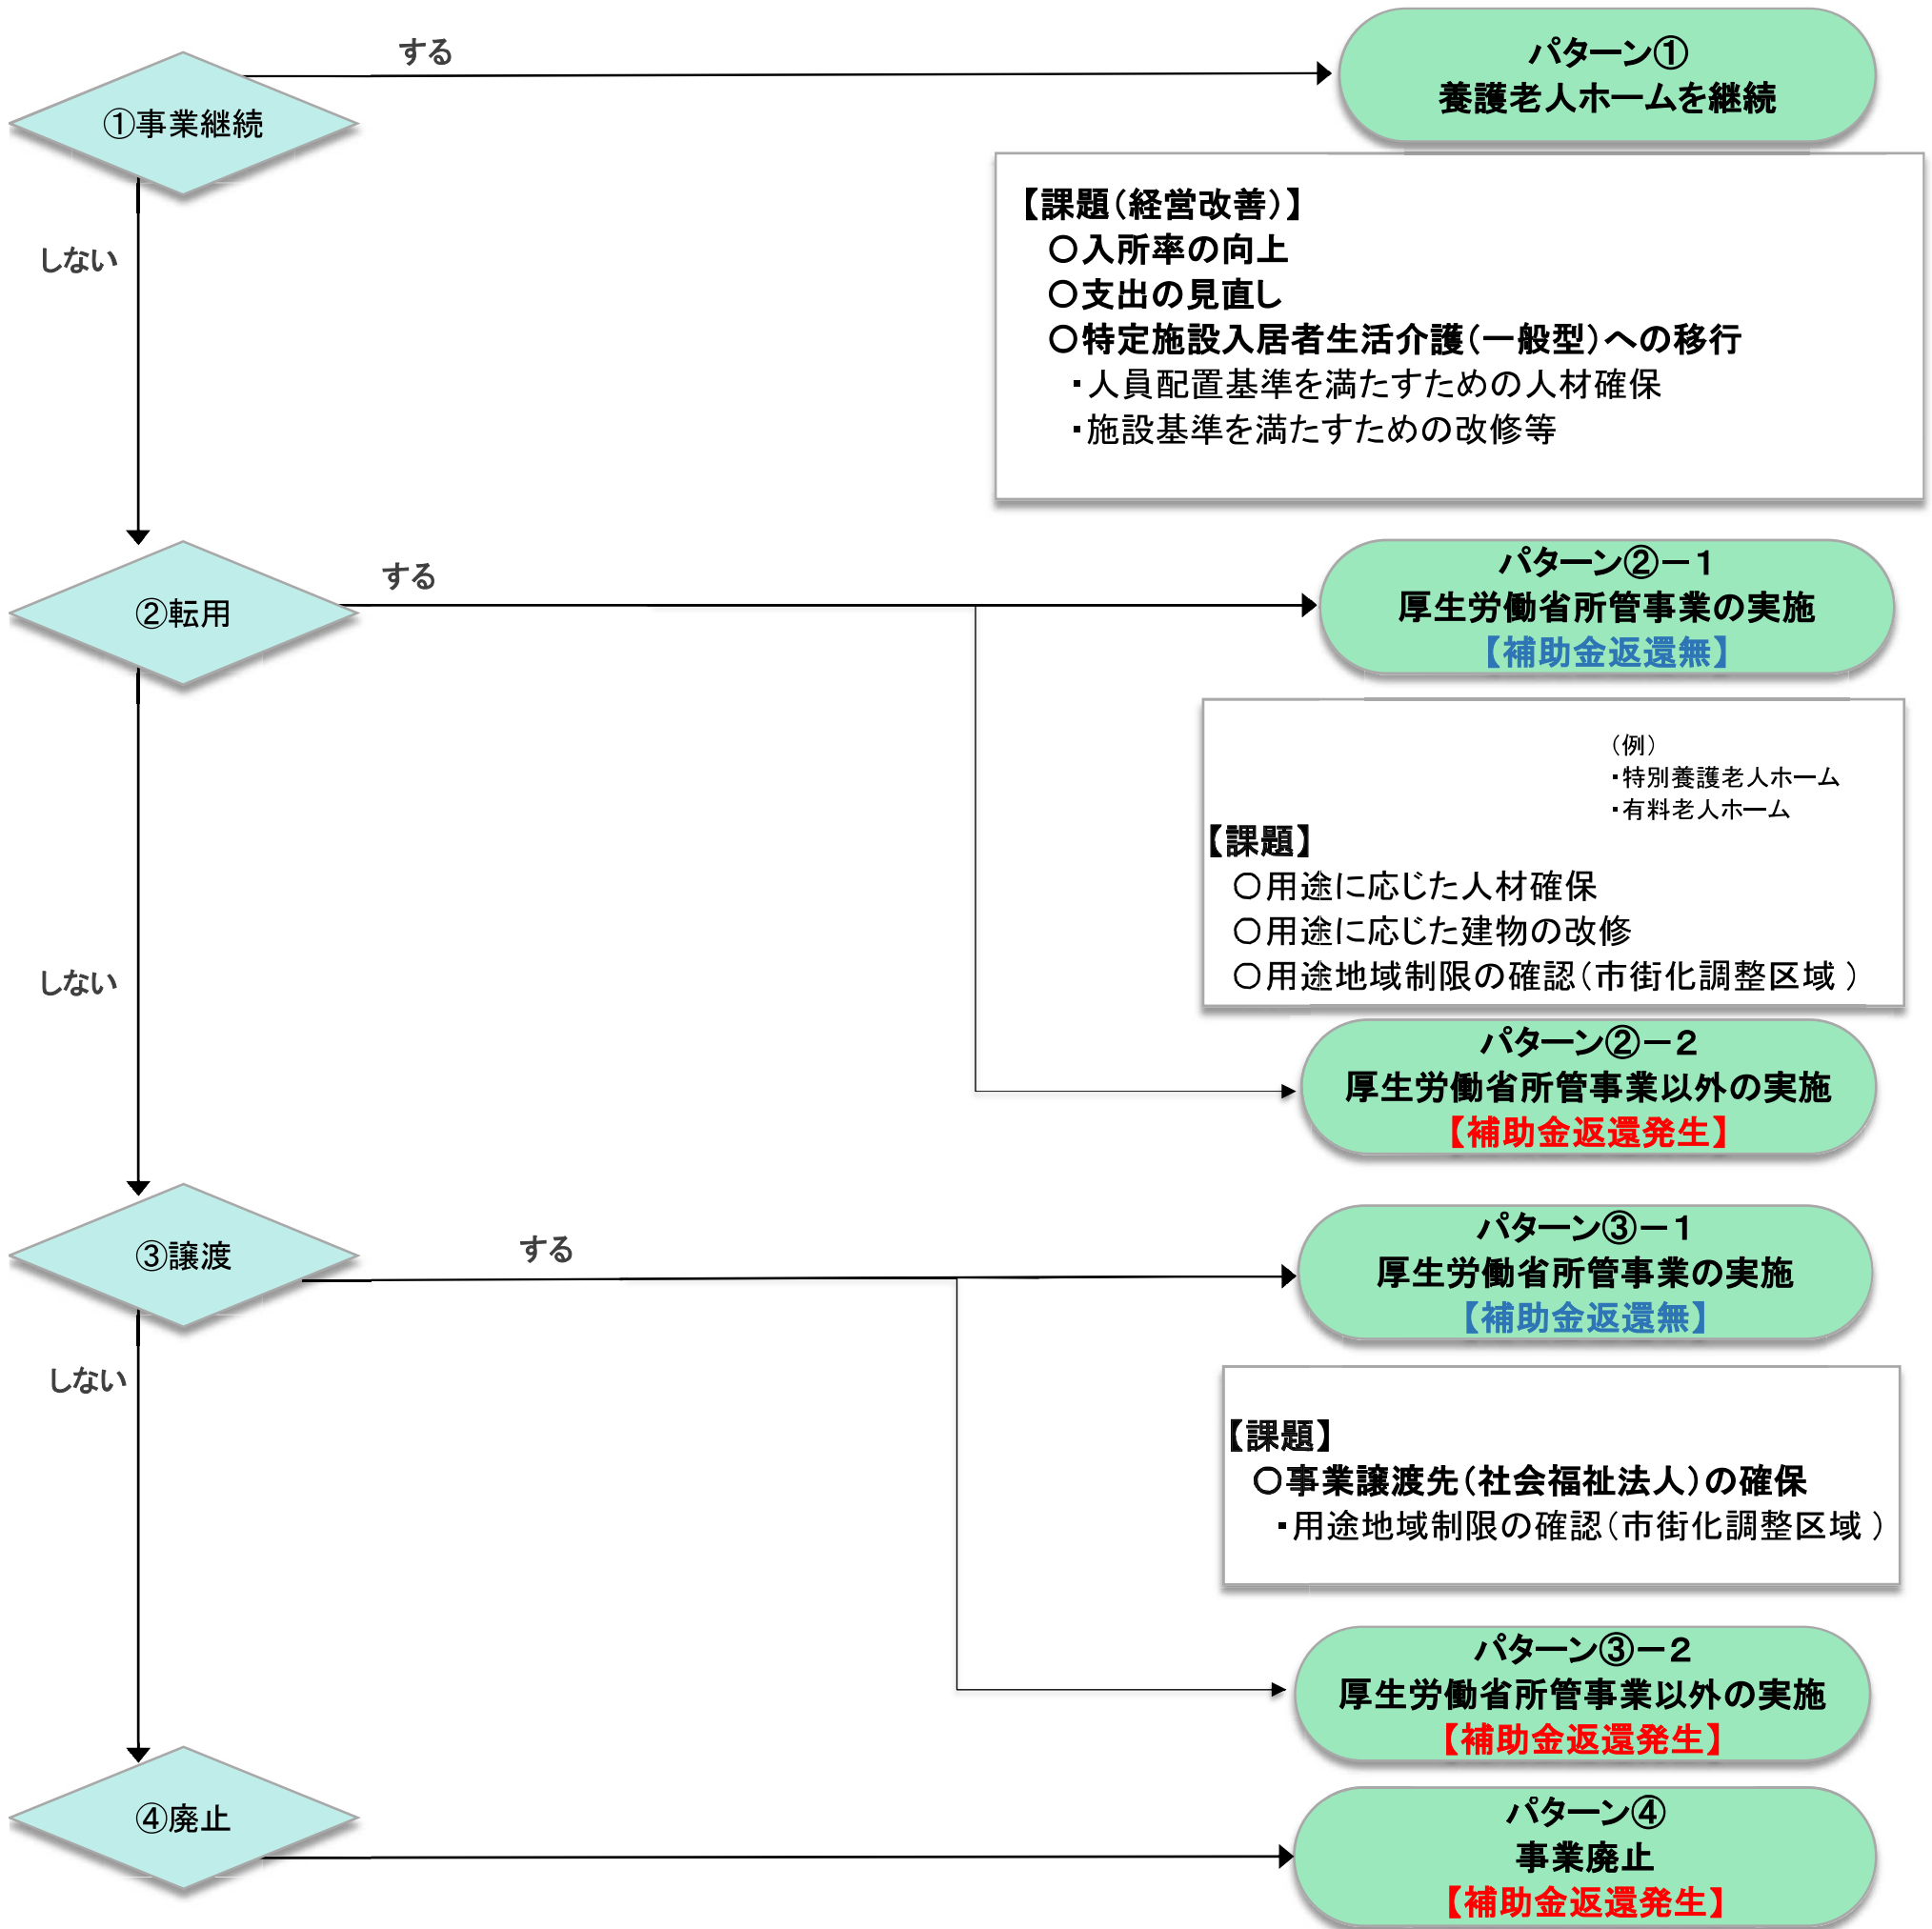 する
パターン①
養護老人ホームを継続
①事業継続
しない
【課題（経営改善）】
○入所率の向上
○支出の見直し
○特定施設入居者生活介護（一般型）への移行
・人員配置基準を満たすための人材確保
・施設基準を満たすための改修等
②転用
する
パターン②－１
厚生労働省所管事業の実施
【補助金返還無】
（例）
・特別養護老人ホーム
・有料老人ホーム
【課題】
○用途に応じた人材確保
○用途に応じた建物の改修
○用途地域制限の確認（市街化調整区域）
しない
パターン②－２
厚生労働省所管事業以外の実施
【補助金返還発生】
③譲渡
する
パターン③－１
厚生労働省所管事業の実施
【補助金返還無】
しない
【課題】
○事業譲渡先（社会福祉法人）の確保
・用途地域制限の確認（市街化調整区域）
パターン③－２
厚生労働省所管事業以外の実施
【補助金返還発生】
④廃止
パターン④
事業廃止
【補助金返還発生】